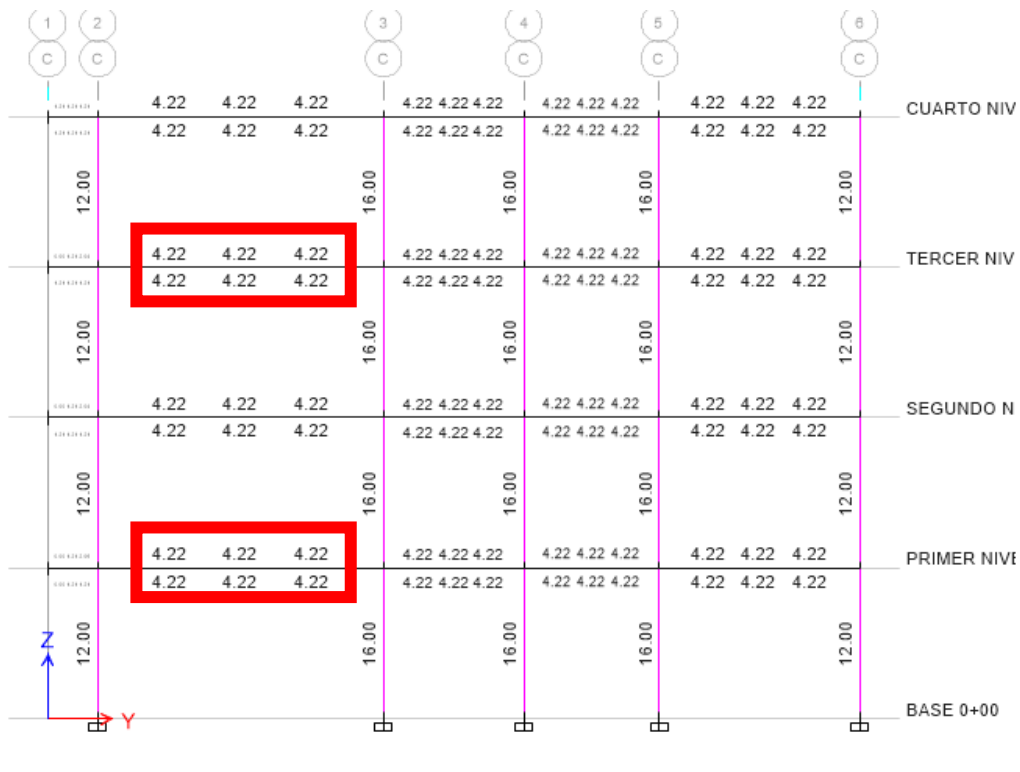 1 2 3 4 5 6
C C C C C C
4.22 4.22 4.22 4.22 4.22 4.22 4.22 4.22 4.22 4.22 4.22 4.22 CUARTO NIV
4.22 4.22 4.22 4.22 4.22 4.22 4.22 4.22 4.22 4.22 4.22 4.22
12.00 16.00 16.00 16.00 12.00
4.22 4.22 4.22 4.22 4.22 4.22 4.22 4.22 4.22 4.22 4.22 4.22 TERCER NIV
4.22 4.22 4.22 4.22 4.22 4.22 4.22 4.22 4.22 4.22 4.22 4.22
12.00 16.00 16.00 16.00 12.00
4.22 4.22 4.22 4.22 4.22 4.22 4.22 4.22 4.22 4.22 4.22 4.22 SEGUNDO N
4.22 4.22 4.22 4.22 4.22 4.22 4.22 4.22 4.22 4.22 4.22 4.22
12.00 16.00 16.00 16.00 12.00
4.22 4.22 4.22 4.22 4.22 4.22 4.22 4.22 4.22 4.22 4.22 4.22 PRIMER NIVE
4.22 4.22 4.22 4.22 4.22 4.22 4.22 4.22 4.22 4.22 4.22 4.22
12.00 16.00 16.00 16.00 12.00
Z
Y BASE 0+00